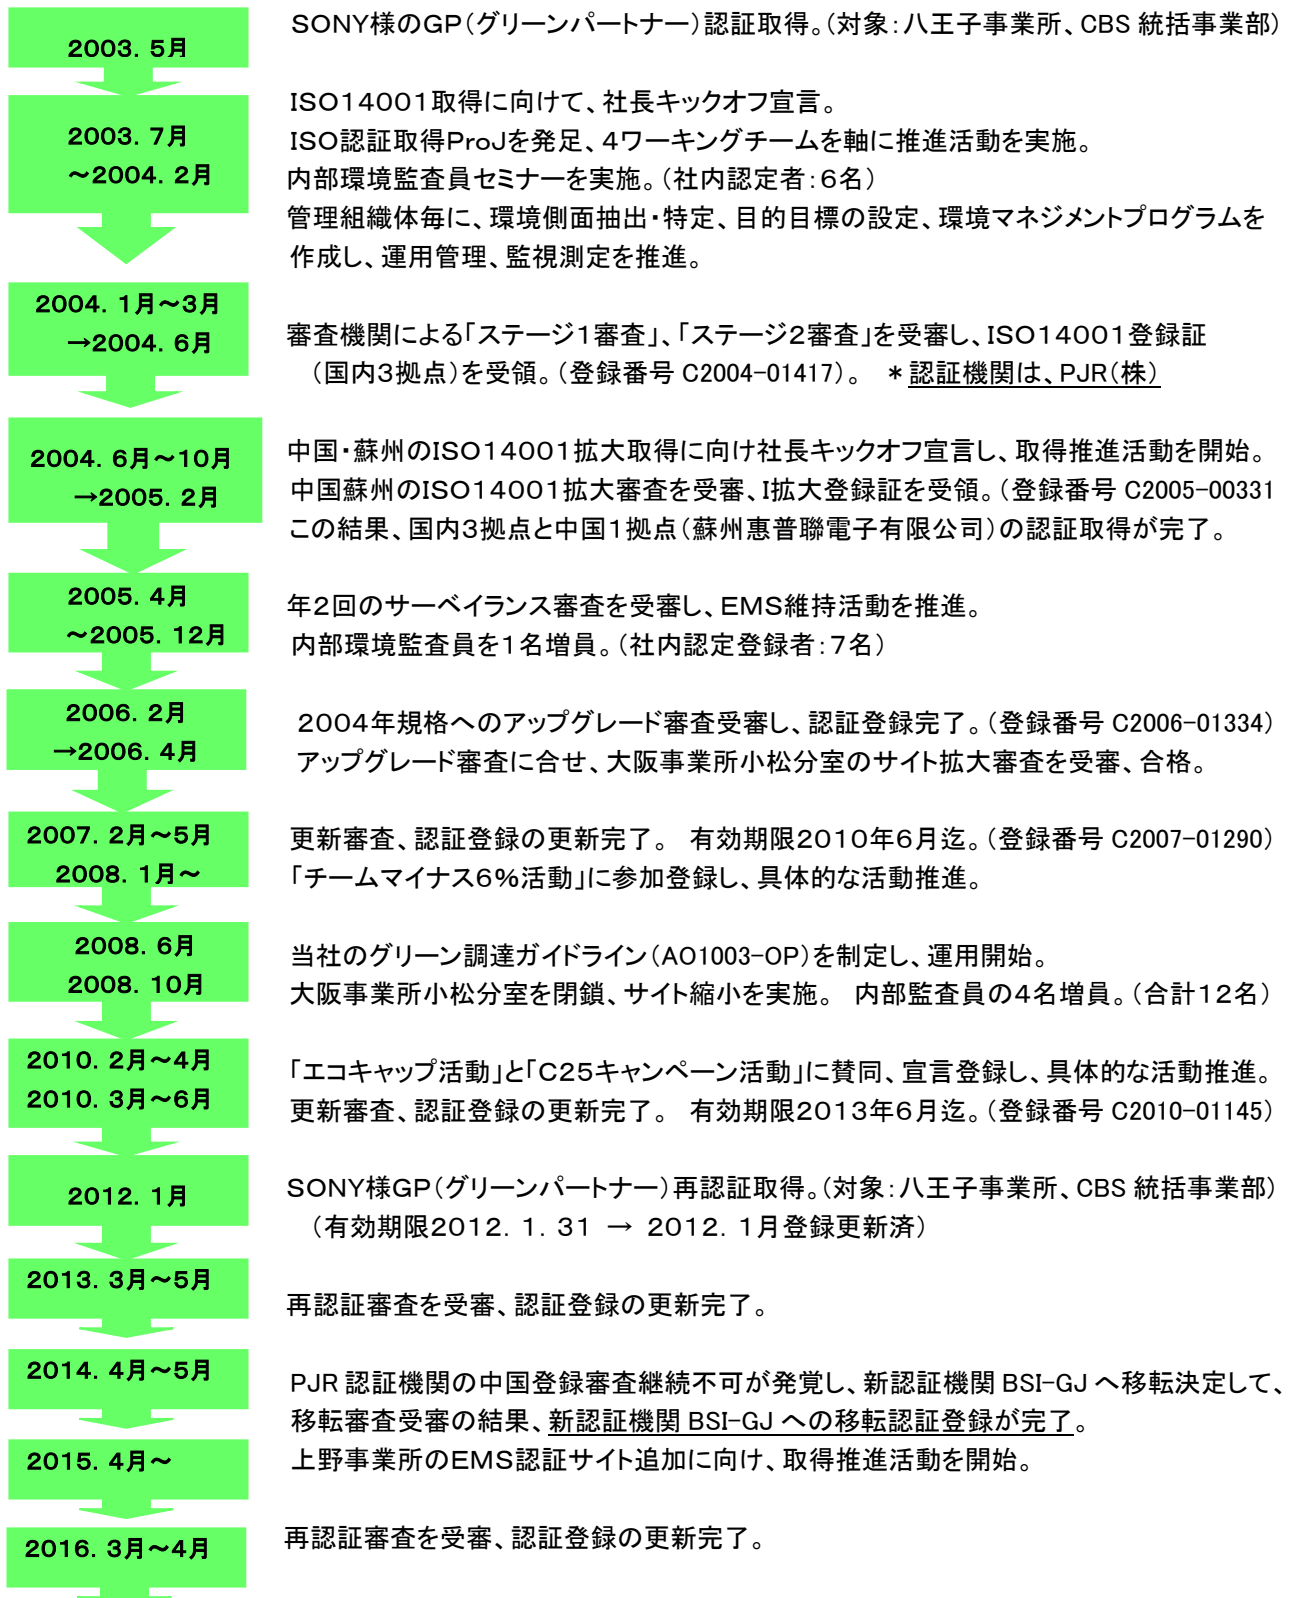 2003．5月
SONY様のGP（グリーンパートナー）認証取得。（対象：八王子事業所、CBS 統括事業部）
2003．7月
～2004．2月
ISO14001取得に向けて、社長キックオフ宣言。
ISO認証取得ProJを発足、4ワーキングチームを軸に推進活動を実施。
内部環境監査員セミナーを実施。（社内認定者：6名）
管理組織体毎に、環境側面抽出・特定、目的目標の設定、環境マネジメントプログラムを
作成し、運用管理、監視測定を推進。
2004．1月～3月
→2004．6月
審査機関による「ステージ1審査」、「ステージ2審査」を受審し、ISO14001登録証
（国内3拠点）を受領。（登録番号 C2004-01417）。　＊認証機関は、PJR（株）
2004．6月～10月
→2005．2月
中国・蘇州のISO14001拡大取得に向け社長キックオフ宣言し、取得推進活動を開始。
中国蘇州のISO14001拡大審査を受審、I拡大登録証を受領。（登録番号 C2005-00331
この結果、国内3拠点と中国1拠点（蘇州惠普聯電子有限公司）の認証取得が完了。
2005．4月
～2005．12月
年2回のサーベイランス審査を受審し、EMS維持活動を推進。
内部環境監査員を1名増員。（社内認定登録者：7名）
2006．2月
→2006．4月
2004年規格へのアップグレード審査受審し、認証登録完了。（登録番号 C2006-01334）
アップグレード審査に合せ、大阪事業所小松分室のサイト拡大審査を受審、合格。
2007．2月～5月
2008．1月～
更新審査、認証登録の更新完了。　有効期限2010年6月迄。（登録番号 C2007-01290）
「チームマイナス6％活動」に参加登録し、具体的な活動推進。
2008．6月
2008．10月
当社のグリーン調達ガイドライン（AO1003-OP）を制定し、運用開始。
大阪事業所小松分室を閉鎖、サイト縮小を実施。　内部監査員の4名増員。（合計12名）
2010．2月～4月
2010．3月～6月
「エコキャップ活動」と「C25キャンペーン活動」に賛同、宣言登録し、具体的な活動推進。
更新審査、認証登録の更新完了。　有効期限2013年6月迄。（登録番号 C2010-01145）
2012．1月
SONY様GP（グリーンパートナー）再認証取得。（対象：八王子事業所、CBS 統括事業部）
（有効期限2012．1．31 → 2012．1月登録更新済）
2013．3月～5月
再認証審査を受審、認証登録の更新完了。
2014．4月～5月
PJR 認証機関の中国登録審査継続不可が発覚し、新認証機関 BSI-GJ へ移転決定して、
移転審査受審の結果、新認証機関 BSI-GJ への移転認証登録が完了。
2015．4月～
上野事業所のEMS認証サイト追加に向け、取得推進活動を開始。
2016．3月～4月
再認証審査を受審、認証登録の更新完了。